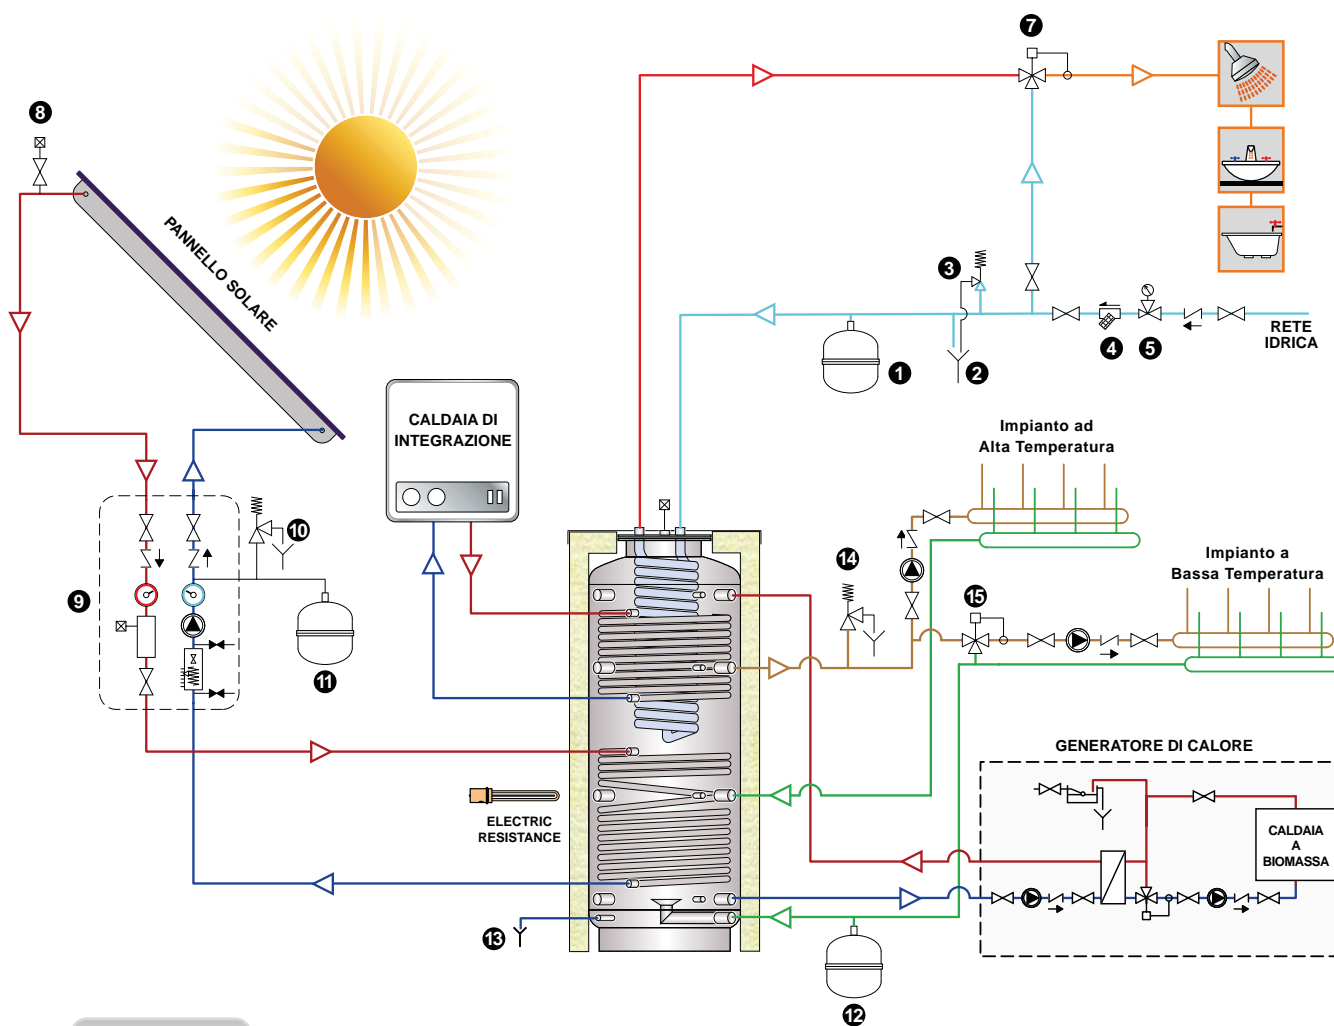 7
8
PANNELLO SOLARE
3
RETE
IDRICA
4
5
1
2
CALDAIA DI
INTEGRAZIONE
Impianto ad
Alta Temperatura
10
Impianto a
Bassa Temperatura
14
15
9
11
GENERATORE DI CALORE
ELECTRIC
RESISTANCE
CALDAIA
A
BIOMASSA
13
12